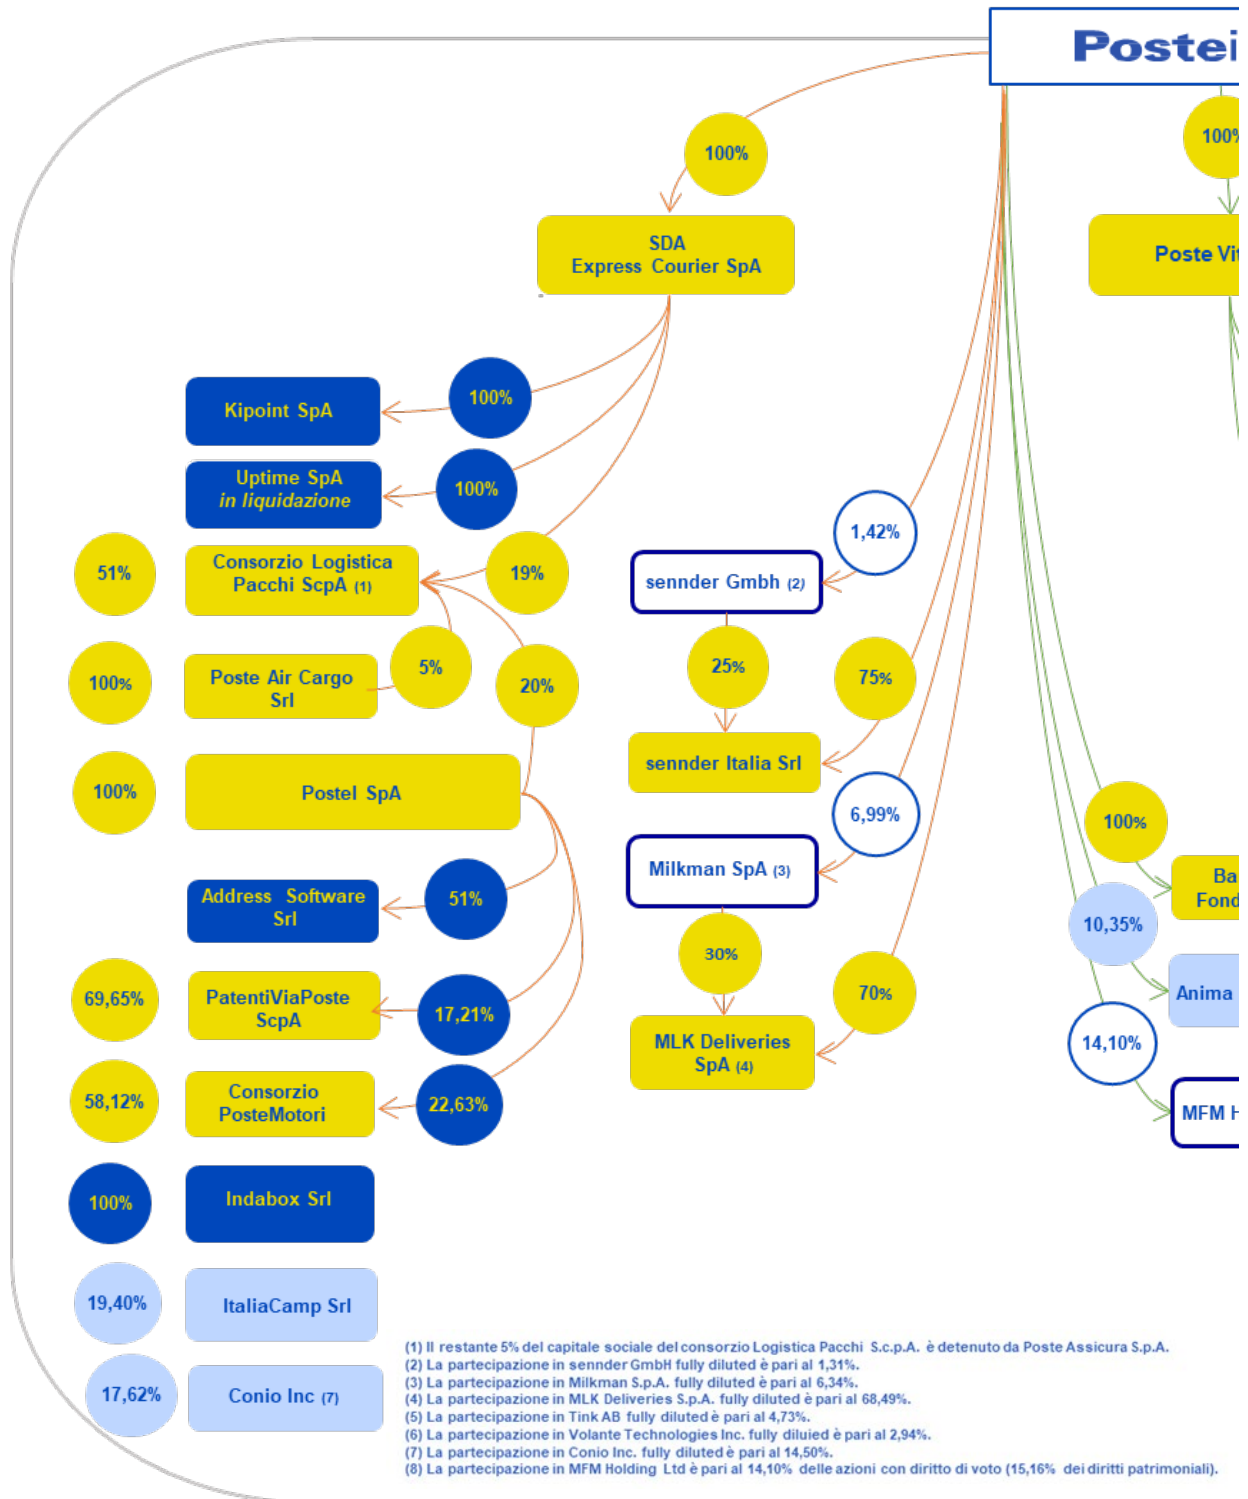 Postei
100%
100%
SDA
Express Courier SpA
Poste Vit
Kipoint SpA
100%
Uptime SpA
in liquidazione
100%
1,42%
51%
Consorzio Logistica
Pacchi ScpA (1)
19%
sennder Gmbh (2)
100%
Poste Air Cargo
Srl
5%
20%
25%
75%
100%
Postel SpA
sennder Italia Srl
6,99%
100%
Milkman SpA (3)
Address Software
Srl
51%
Ba
Fond
10,35%
30%
69,65%
PatentiViaPoste
ScpA
17,21%
70%
Anima
MLK Deliveries
SpA (4)
14,10%
58,12%
Consorzio
PosteMotori
22,63%
MFM H
100%
Indabox Srl
19,40%
ItaliaCamp Srl
17,62%
Conio Inc (7)
(1) Il restante 5% del capitale sociale del consorzio Logistica Pacchi S.c.p.A. è detenuto da Poste Assicura S.p.A.
(2) La partecipazione in sennder GmbH fully diluted è pari al 1,31%.
(3) La partecipazione in Milkman S.p.A. fully diluted è pari al 6,34%.
(4) La partecipazione in MLK Deliveries S.p.A. fully diluted è pari al 68,49%.
(5) La partecipazione in Tink AB fully diluted è pari al 4,73%.
(6) La partecipazione in Volante Technologies Inc. fully diluied è pari al 2,94%.
(7) La partecipazione in Conio Inc. fully diluted è pari al 14,50%.
(8) La partecipazione in MFM Holding Ltd è pari al 14,10% delle azioni con diritto di voto (15,16% dei diritti patrimoniali).